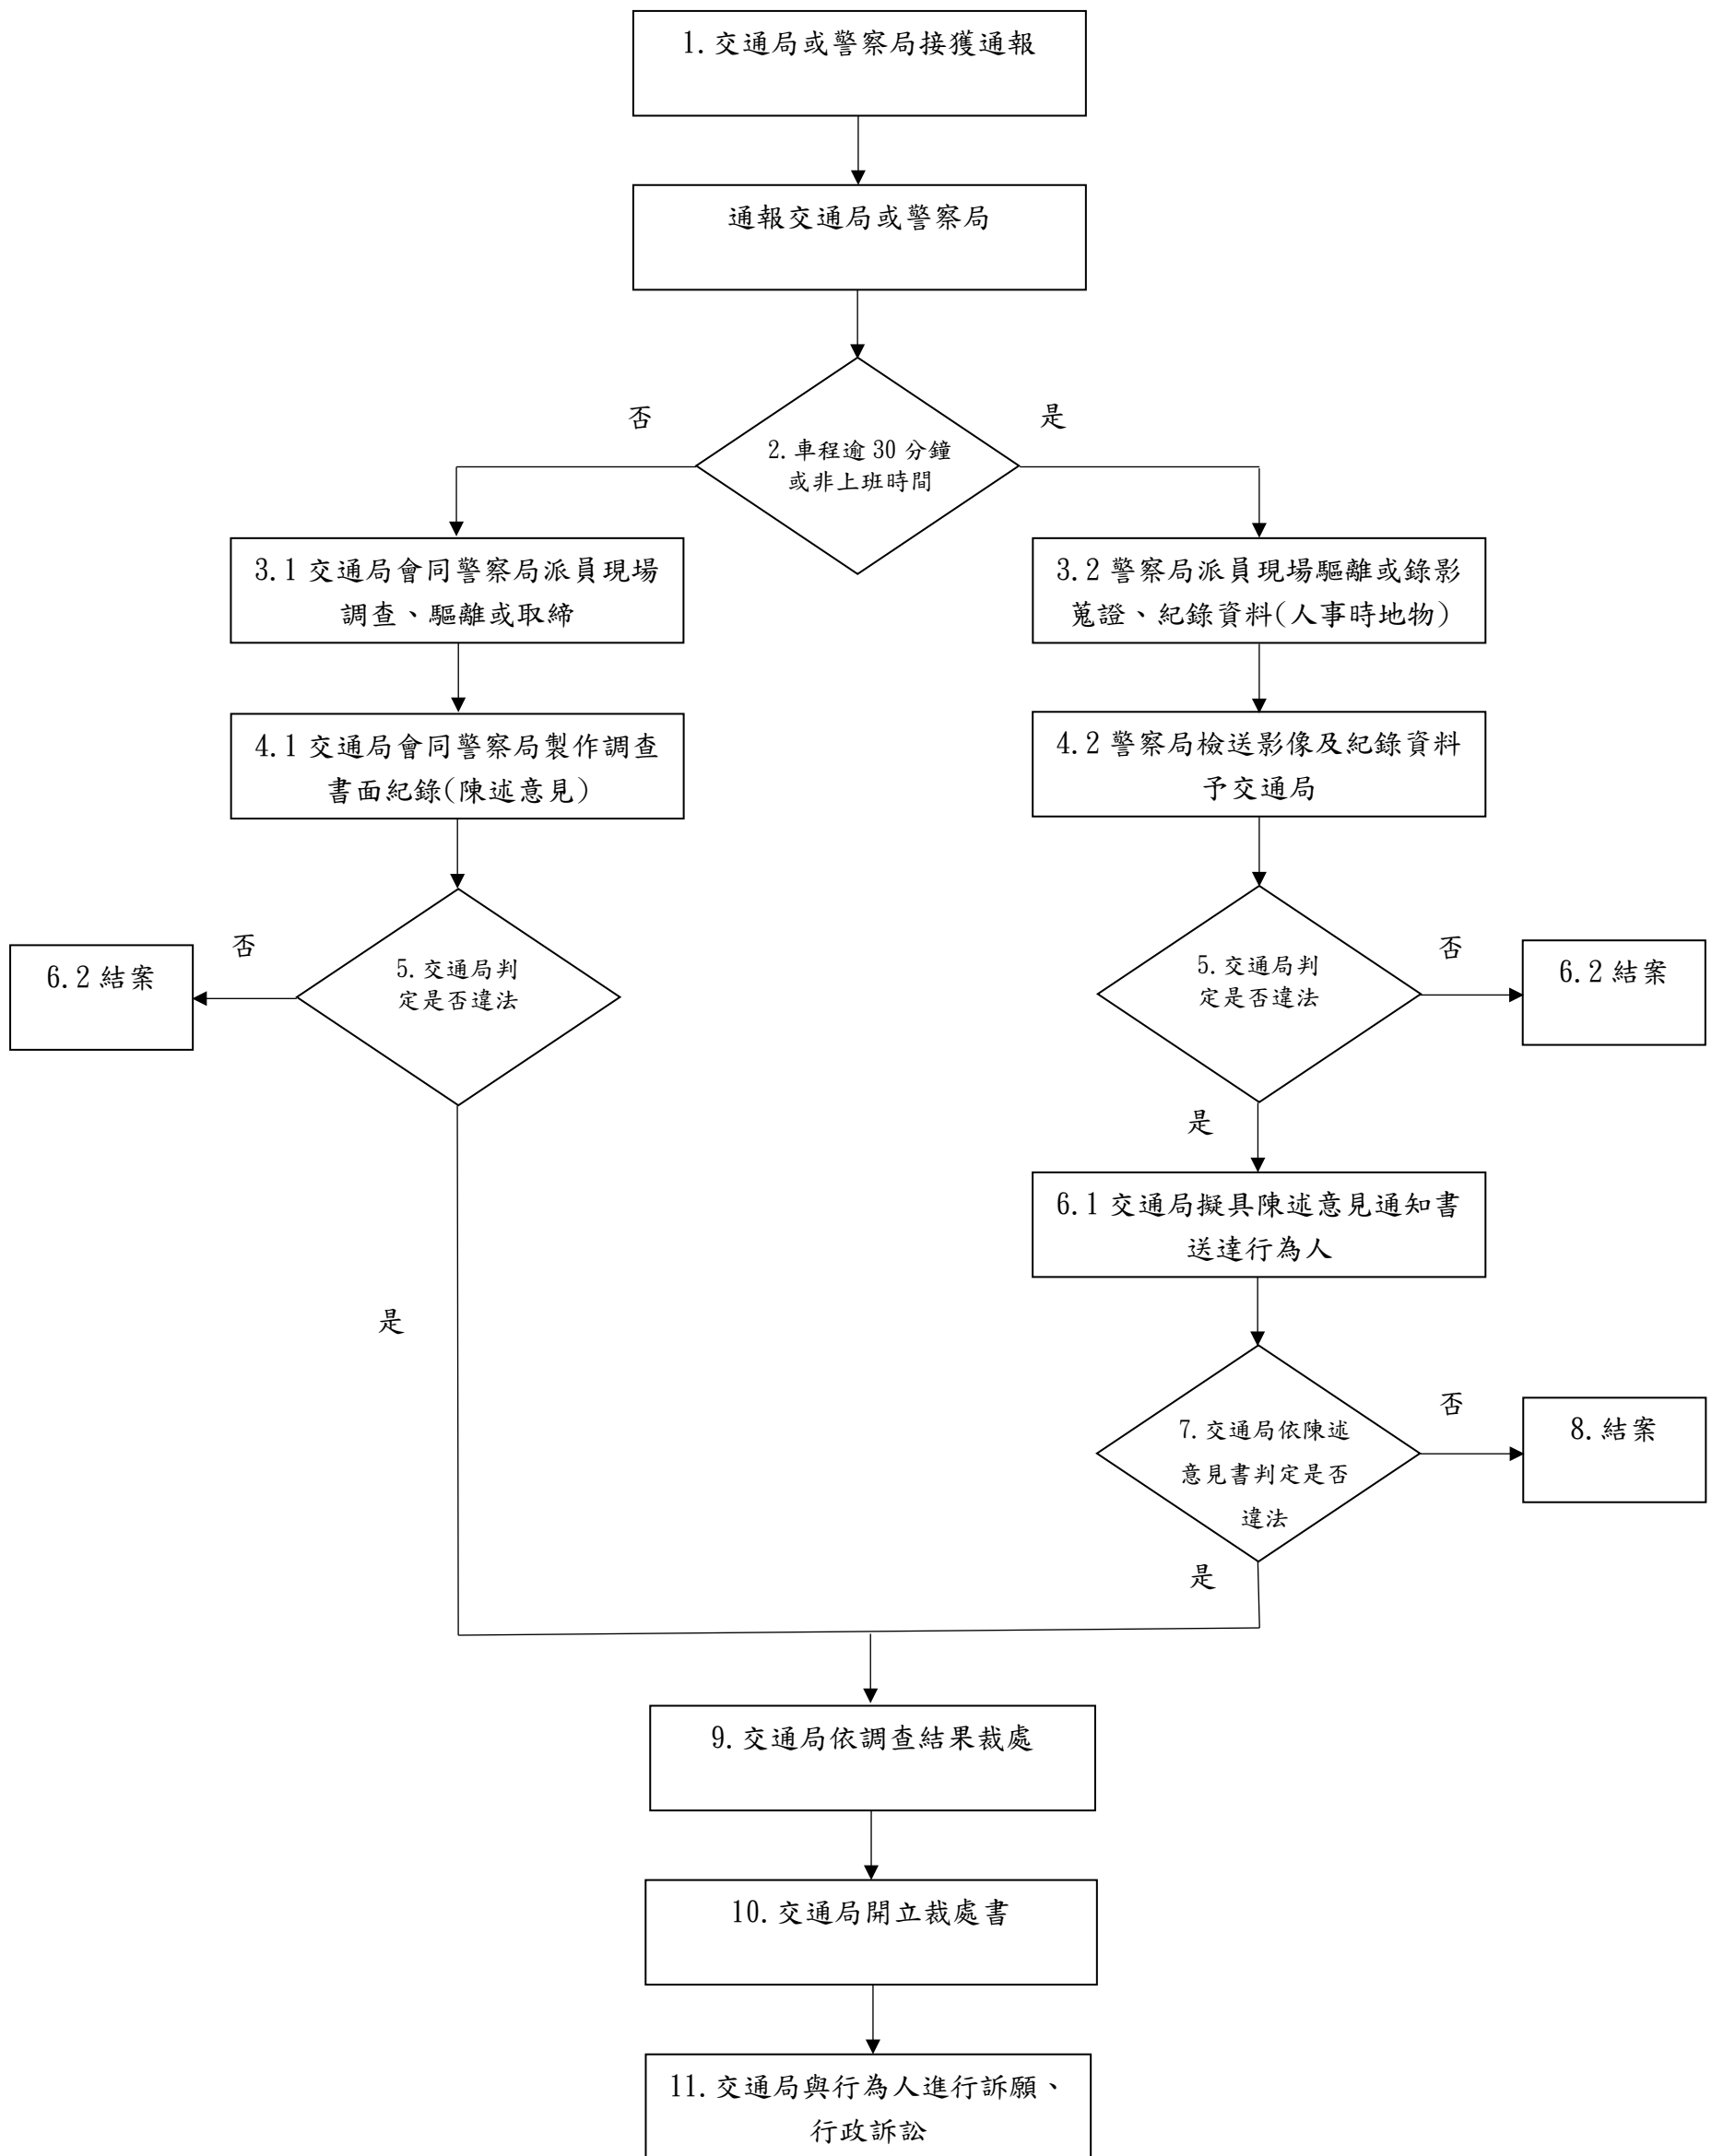 1.交通局或警察局接獲通報
通報交通局或警察局
否
是
2.車程逾30分鐘
或非上班時間
3.1交通局會同警察局派員現場
調查、驅離或取締
3.2警察局派員現場驅離或錄影
蒐證、紀錄資料(人事時地物)
4.1交通局會同警察局製作調查
書面紀錄(陳述意見)
4.2警察局檢送影像及紀錄資料
予交通局
6.2結案
否
5.交通局判
定是否違法
5.交通局判
定是否違法
否
6.2結案
是
6.1交通局擬具陳述意見通知書
送達行為人
是
7.交通局依陳述
意見書判定是否
違法
否
8.結案
是
9.交通局依調查結果裁處
10.交通局開立裁處書
11.交通局與行為人進行訴願、
行政訴訟